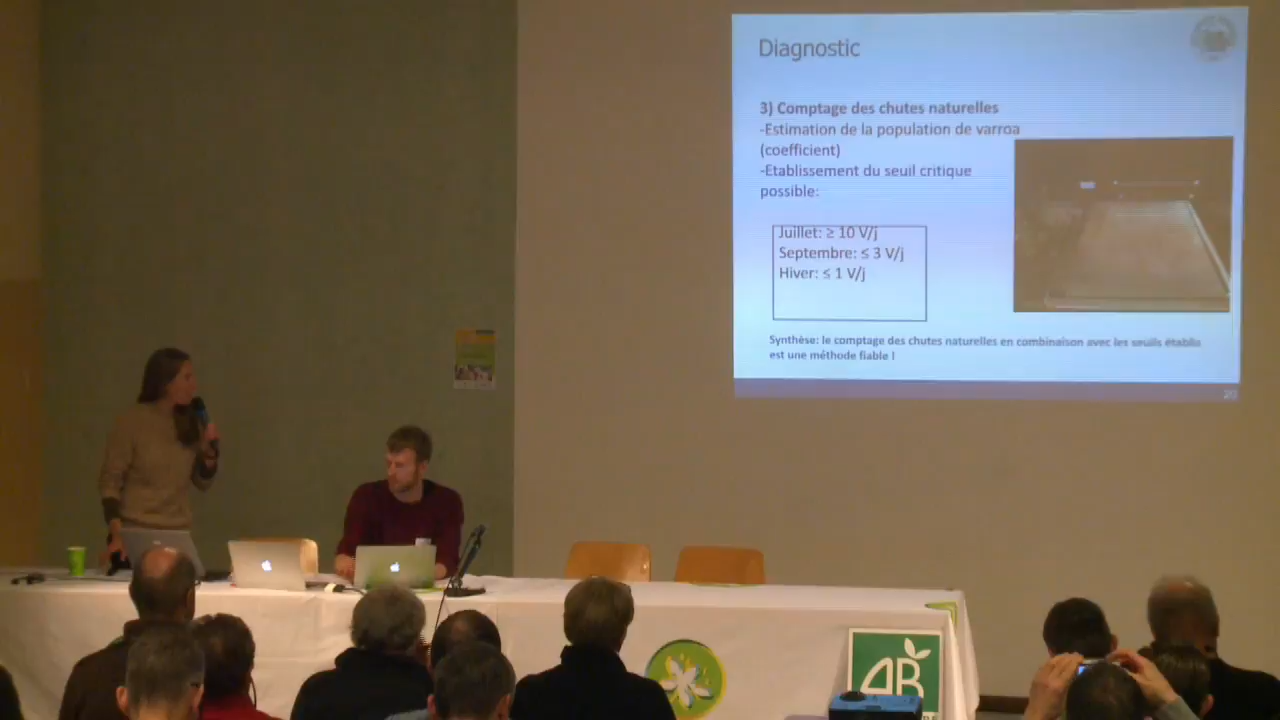 Diagnostic
3) Comptage des chutes naturelles
-Estimation de la population de varroa
(coefficient)
-Etablissement du seuil critique
possible:
Juillet: ≥ 10 V/j
Septembre: ≤ 3 V/j
Hiver: ≤ 1 V/j
Synthèse: le comptage des chutes naturelles en combinaison avec les seuils établis
est une méthode fiable !
20
AB